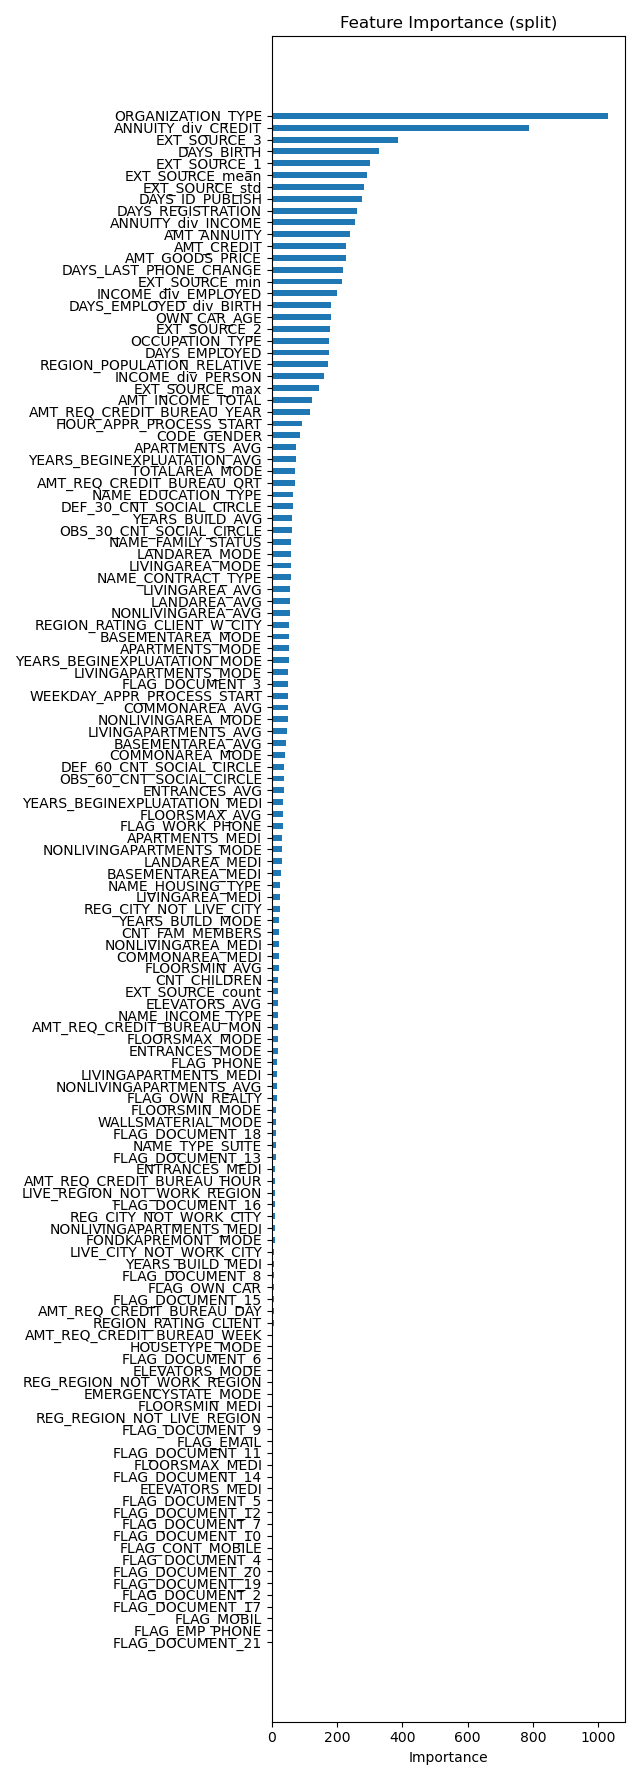 Feature Importance (split)
ORGANIZATION_TYPE
ANNUITY_div_CREDIT
EXT_SOURCE_3
DAYS_BIRTH
EXT_SOURCE_1
EXT_SOURCE_mean
EXT_SOURCE_std
DAYS_ID_PUBLISH
DAYS_REGISTRATION
ANNUITY_div_INCOME
AMT_ANNUITY
AMT_CREDIT
AMT_GOODS_PRICE
DAYS_LAST_PHONE_CHANGE
EXT_SOURCE_min
INCOME_div_EMPLOYED
DAYS_EMPLOYED_div_BIRTH
OWN_CAR_AGE
EXT_SOURCE_2
OCCUPATION_TYPE
DAYS_EMPLOYED
REGION_POPULATION_RELATIVE
INCOME_div_PERSON
EXT_SOURCE_max
AMT_INCOME_TOTAL
AMT_REQ_CREDIT_BUREAU_YEAR
HOUR_APPR_PROCESS_START
CODE_GENDER
APARTMENTS_AVG
YEARS_BEGINEXPLUATATION_AVG
TOTALAREA_MODE
AMT_REQ_CREDIT_BUREAU_QRT
NAME_EDUCATION_TYPE
DEF_30_CNT_SOCIAL_CIRCLE
YEARS_BUILD_AVG
OBS_30_CNT_SOCIAL_CIRCLE
NAME_FAMILY_STATUS
LANDAREA_MODE
LIVINGAREA_MODE
NAME_CONTRACT_TYPE
LIVINGAREA_AVG
LANDAREA_AVG
NONLIVINGAREA_AVG
REGION_RATING_CLIENT_W_CITY
BASEMENTAREA_MODE
APARTMENTS_MODE
YEARS_BEGINEXPLUATATION_MODE
LIVINGAPARTMENTS_MODE
FLAG_DOCUMENT_3
WEEKDAY_APPR_PROCESS_START
COMMONAREA_AVG
NONLIVINGAREA_MODE
LIVINGAPARTMENTS_AVG
BASEMENTAREA_AVG
COMMONAREA_MODE
DEF_60_CNT_SOCIAL_CIRCLE
OBS_60_CNT_SOCIAL_CIRCLE
ENTRANCES_AVG
YEARS_BEGINEXPLUATATION_MEDI
FLOORSMAX_AVG
FLAG_WORK_PHONE
APARTMENTS_MEDI
NONLIVINGAPARTMENTS_MODE
LANDAREA_MEDI
BASEMENTAREA_MEDI
NAME_HOUSING_TYPE
LIVINGAREA_MEDI
REG_CITY_NOT_LIVE_CITY
YEARS_BUILD_MODE
CNT_FAM_MEMBERS
NONLIVINGAREA_MEDI
COMMONAREA_MEDI
FLOORSMIN_AVG
CNT_CHILDREN
EXT_SOURCE_count
ELEVATORS_AVG
NAME_INCOME_TYPE
AMT_REQ_CREDIT_BUREAU_MON
FLOORSMAX_MODE
ENTRANCES_MODE
FLAG_PHONE
LIVINGAPARTMENTS_MEDI
NONLIVINGAPARTMENTS_AVG
FLAG_OWN_REALTY
FLOORSMIN_MODE
WALLSMATERIAL_MODE
FLAG_DOCUMENT_18
NAME_TYPE_SUITE
FLAG_DOCUMENT_13
ENTRANCES_MEDI
AMT_REQ_CREDIT_BUREAU_HOUR
LIVE_REGION_NOT_WORK_REGION
FLAG_DOCUMENT_16
REG_CITY_NOT_WORK_CITY
NONLIVINGAPARTMENTS_MEDI
FONDKAPREMONT_MODE
LIVE_CITY_NOT_WORK_CITY
YEARS_BUILD_MEDI
FLAG_DOCUMENT_8
FLAG_OWN_CAR
FLAG_DOCUMENT_15
AMT_REQ_CREDIT_BUREAU_DAY
REGION_RATING_CLIENT
AMT_REQ_CREDIT_BUREAU_WEEK
HOUSETYPE_MODE
FLAG_DOCUMENT_6
ELEVATORS_MODE
REG_REGION_NOT_WORK_REGION
EMERGENCYSTATE_MODE
FLOORSMIN_MEDI
REG_REGION_NOT_LIVE_REGION
FLAG_DOCUMENT_9
FLAG_EMAIL
FLAG_DOCUMENT_11
FLOORSMAX_MEDI
FLAG_DOCUMENT_14
ELEVATORS_MEDI
FLAG_DOCUMENT_5
FLAG_DOCUMENT_12
FLAG_DOCUMENT_7
FLAG_DOCUMENT_10
FLAG_CONT_MOBILE
FLAG_DOCUMENT_4
FLAG_DOCUMENT_20
FLAG_DOCUMENT_19
FLAG_DOCUMENT_2
FLAG_DOCUMENT_17
FLAG_MOBIL
FLAG_EMP_PHONE
FLAG_DOCUMENT_21
0 200 400 600 800 1000
Importance